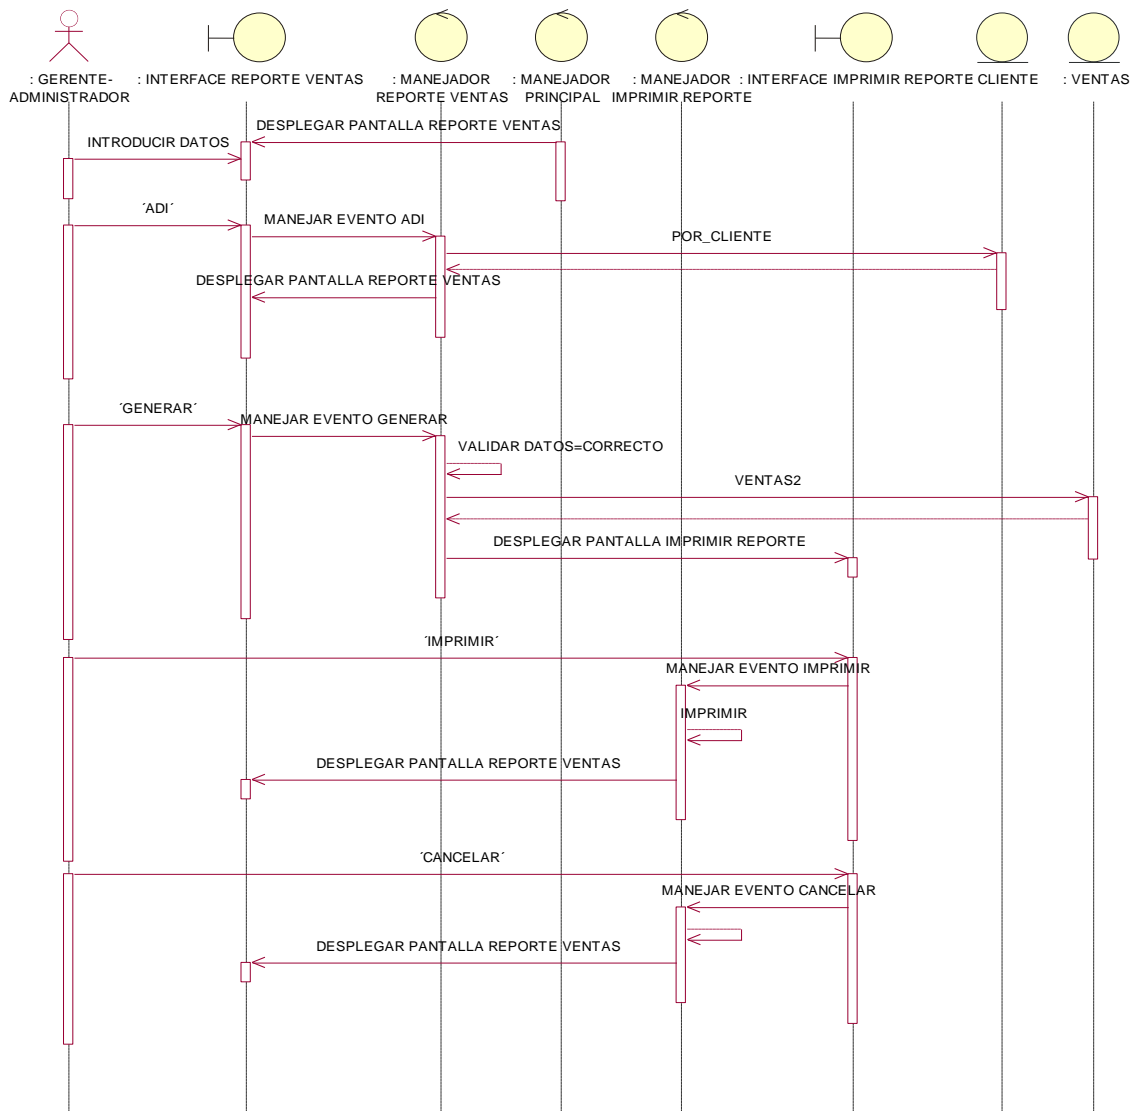 : GERENTE-
ADMINISTRADOR
: INTERFACE REPORTE VENTAS
: MANEJADOR
REPORTE VENTAS
: MANEJADOR
PRINCIPAL
: MANEJADOR
IMPRIMIR REPORTE
: INTERFACE IMPRIMIR REPORTE
: CLIENTE
: VENTAS
DESPLEGAR PANTALLA REPORTE VENTAS
INTRODUCIR DATOS
´ADI´
MANEJAR EVENTO ADI
POR_CLIENTE
DESPLEGAR PANTALLA REPORTE VENTAS
´GENERAR´
MANEJAR EVENTO GENERAR
VALIDAR DATOS=CORRECTO
VENTAS2
DESPLEGAR PANTALLA IMPRIMIR REPORTE
´IMPRIMIR´
MANEJAR EVENTO IMPRIMIR
IMPRIMIR
DESPLEGAR PANTALLA REPORTE VENTAS
´CANCELAR´
MANEJAR EVENTO CANCELAR
DESPLEGAR PANTALLA REPORTE VENTAS